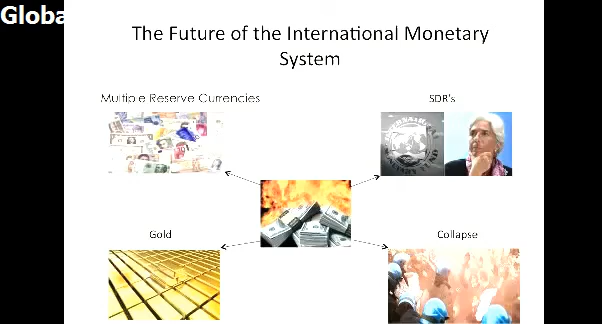 Globa
The Future of the International Monetary
System
Multiple Reserve Currencies
SDR's
Gold
Collapse